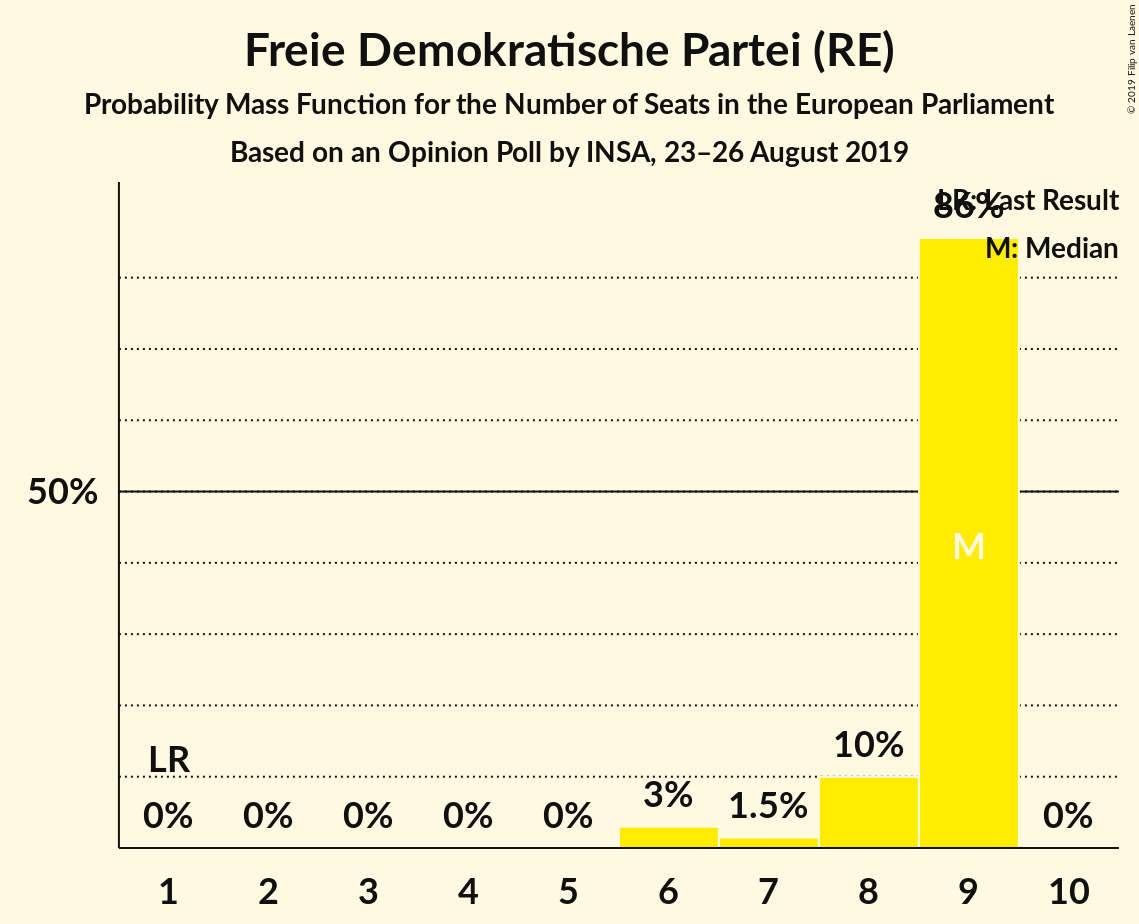 Freie Demokratische Partei (RE)
Probability Mass Function for the Number of Seats in the European Parliament
Based on an Opinion Poll by INSA, 23–26 August 2019
© 2019 Filip van Laenen
LR: Last Result
86%
M: Median
50%
M
LR
10%
3%
1.5%
0% 0% 0% 0% 0% 0%
1 2 3 4 5 6 7 8 9 10